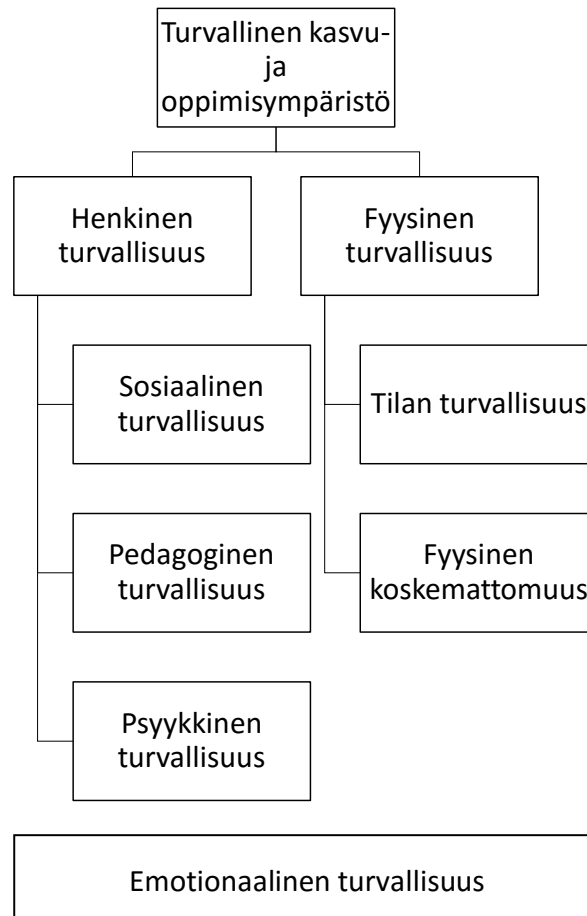 Turvallinen kasvu-
ja
oppimisympäristö
Henkinen
turvallisuus
Fyysinen
turvallisuus
Sosiaalinen
turvallisuus
Tilan turvallisuus
Pedagoginen
turvallisuus
Fyysinen
koskemattomuus
Psyykkinen
turvallisuus
Emotionaalinen turvallisuus